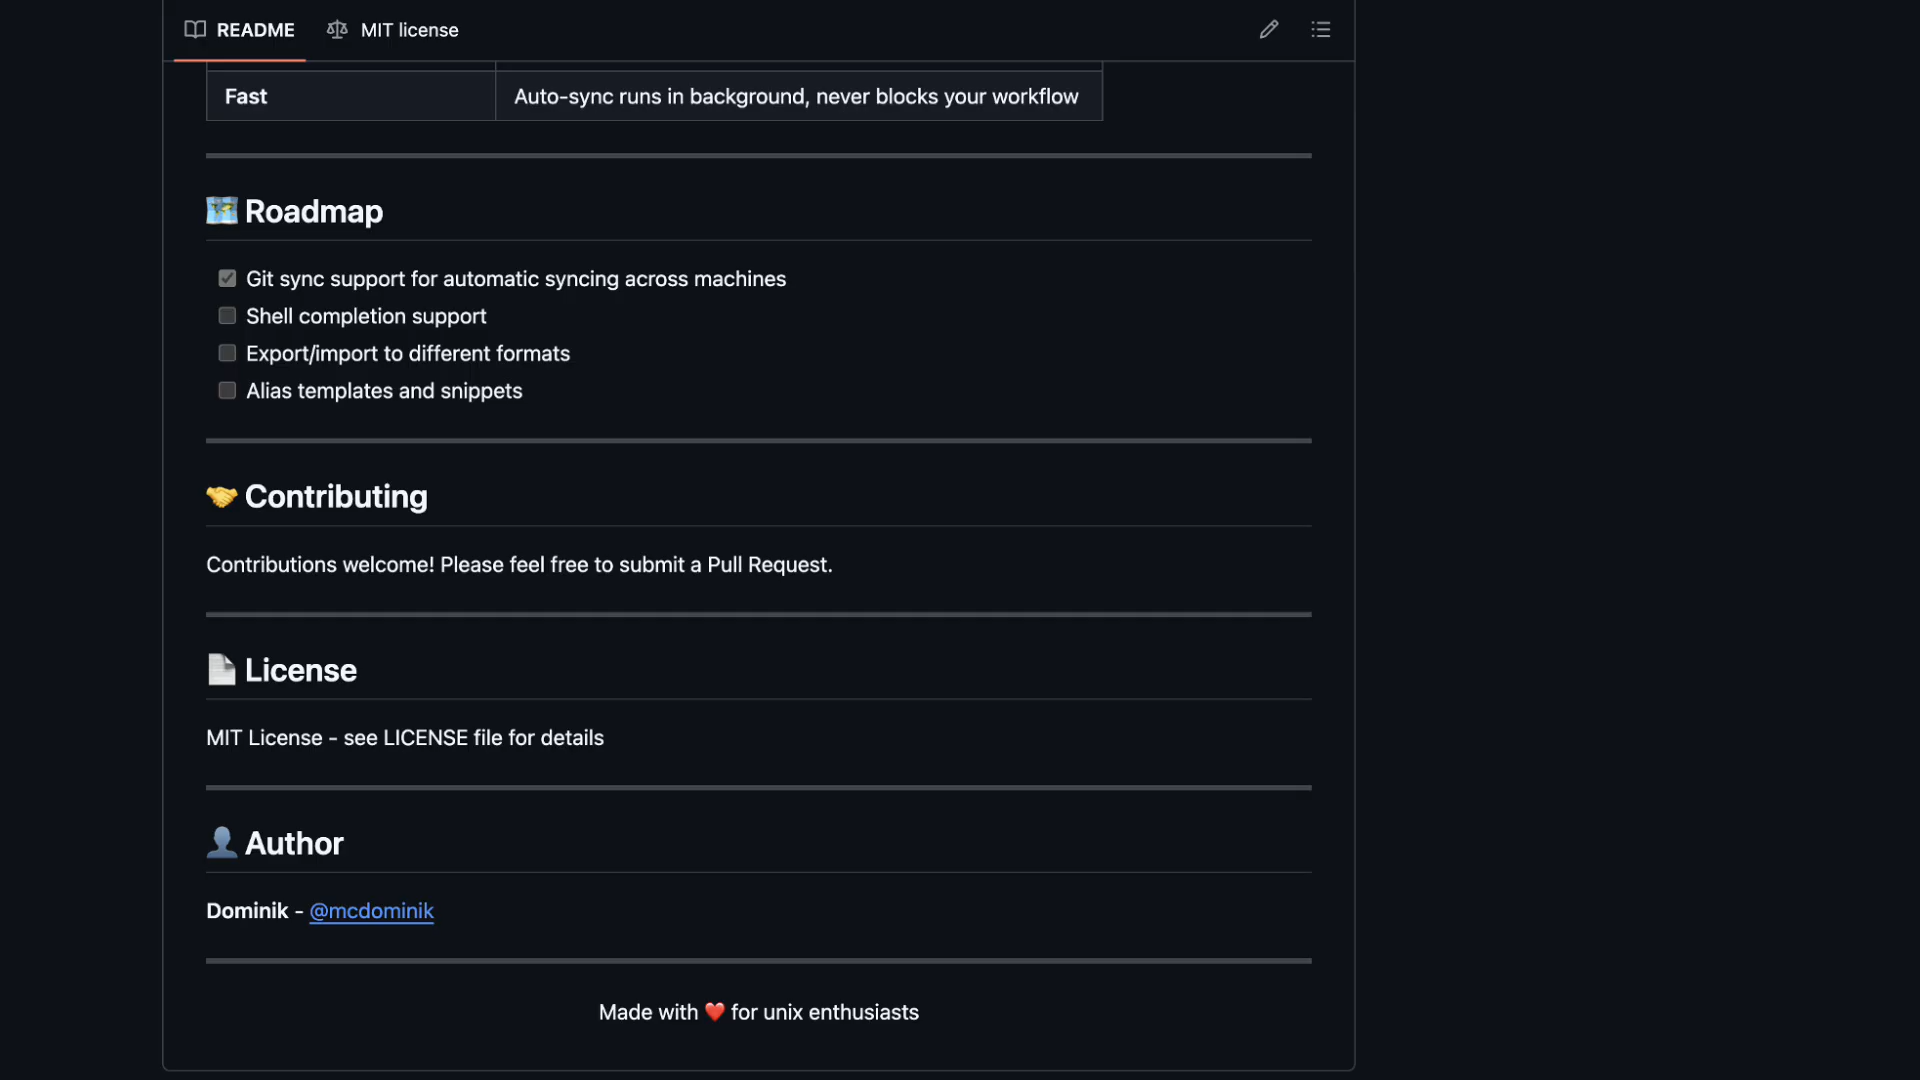 README
MIT license
Fast
Auto-sync runs in background, never blocks your workflow
Roadmap
Git sync support for automatic syncing across machines
Shell completion support
Export/import to different formats
Alias templates and snippets
Contributing
Contributions welcome! Please feel free to submit a Pull Request.
License
MIT License - see LICENSE file for details
Author
Dominik - @mcdominik
Made with ❤️ for unix enthusiasts